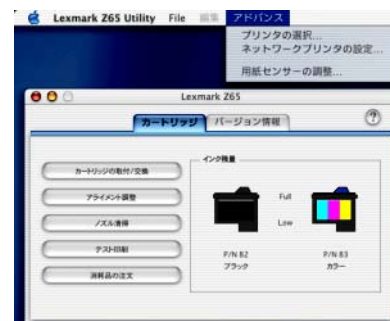 Lexmark Z65 Utility File 編集 アドバンス
プリンタの選択...
ネットワークプリンタの設定...
用紙センサーの調整...
Lexmark Z65
カートリッジ バージョン情報
?
インク残量
カートリッジの取付/交換
アライメント調整
ノズル清掃
テスト印刷
消耗品の注文
Full
Low
P/N 82
ブラック
P/N 83
カラー